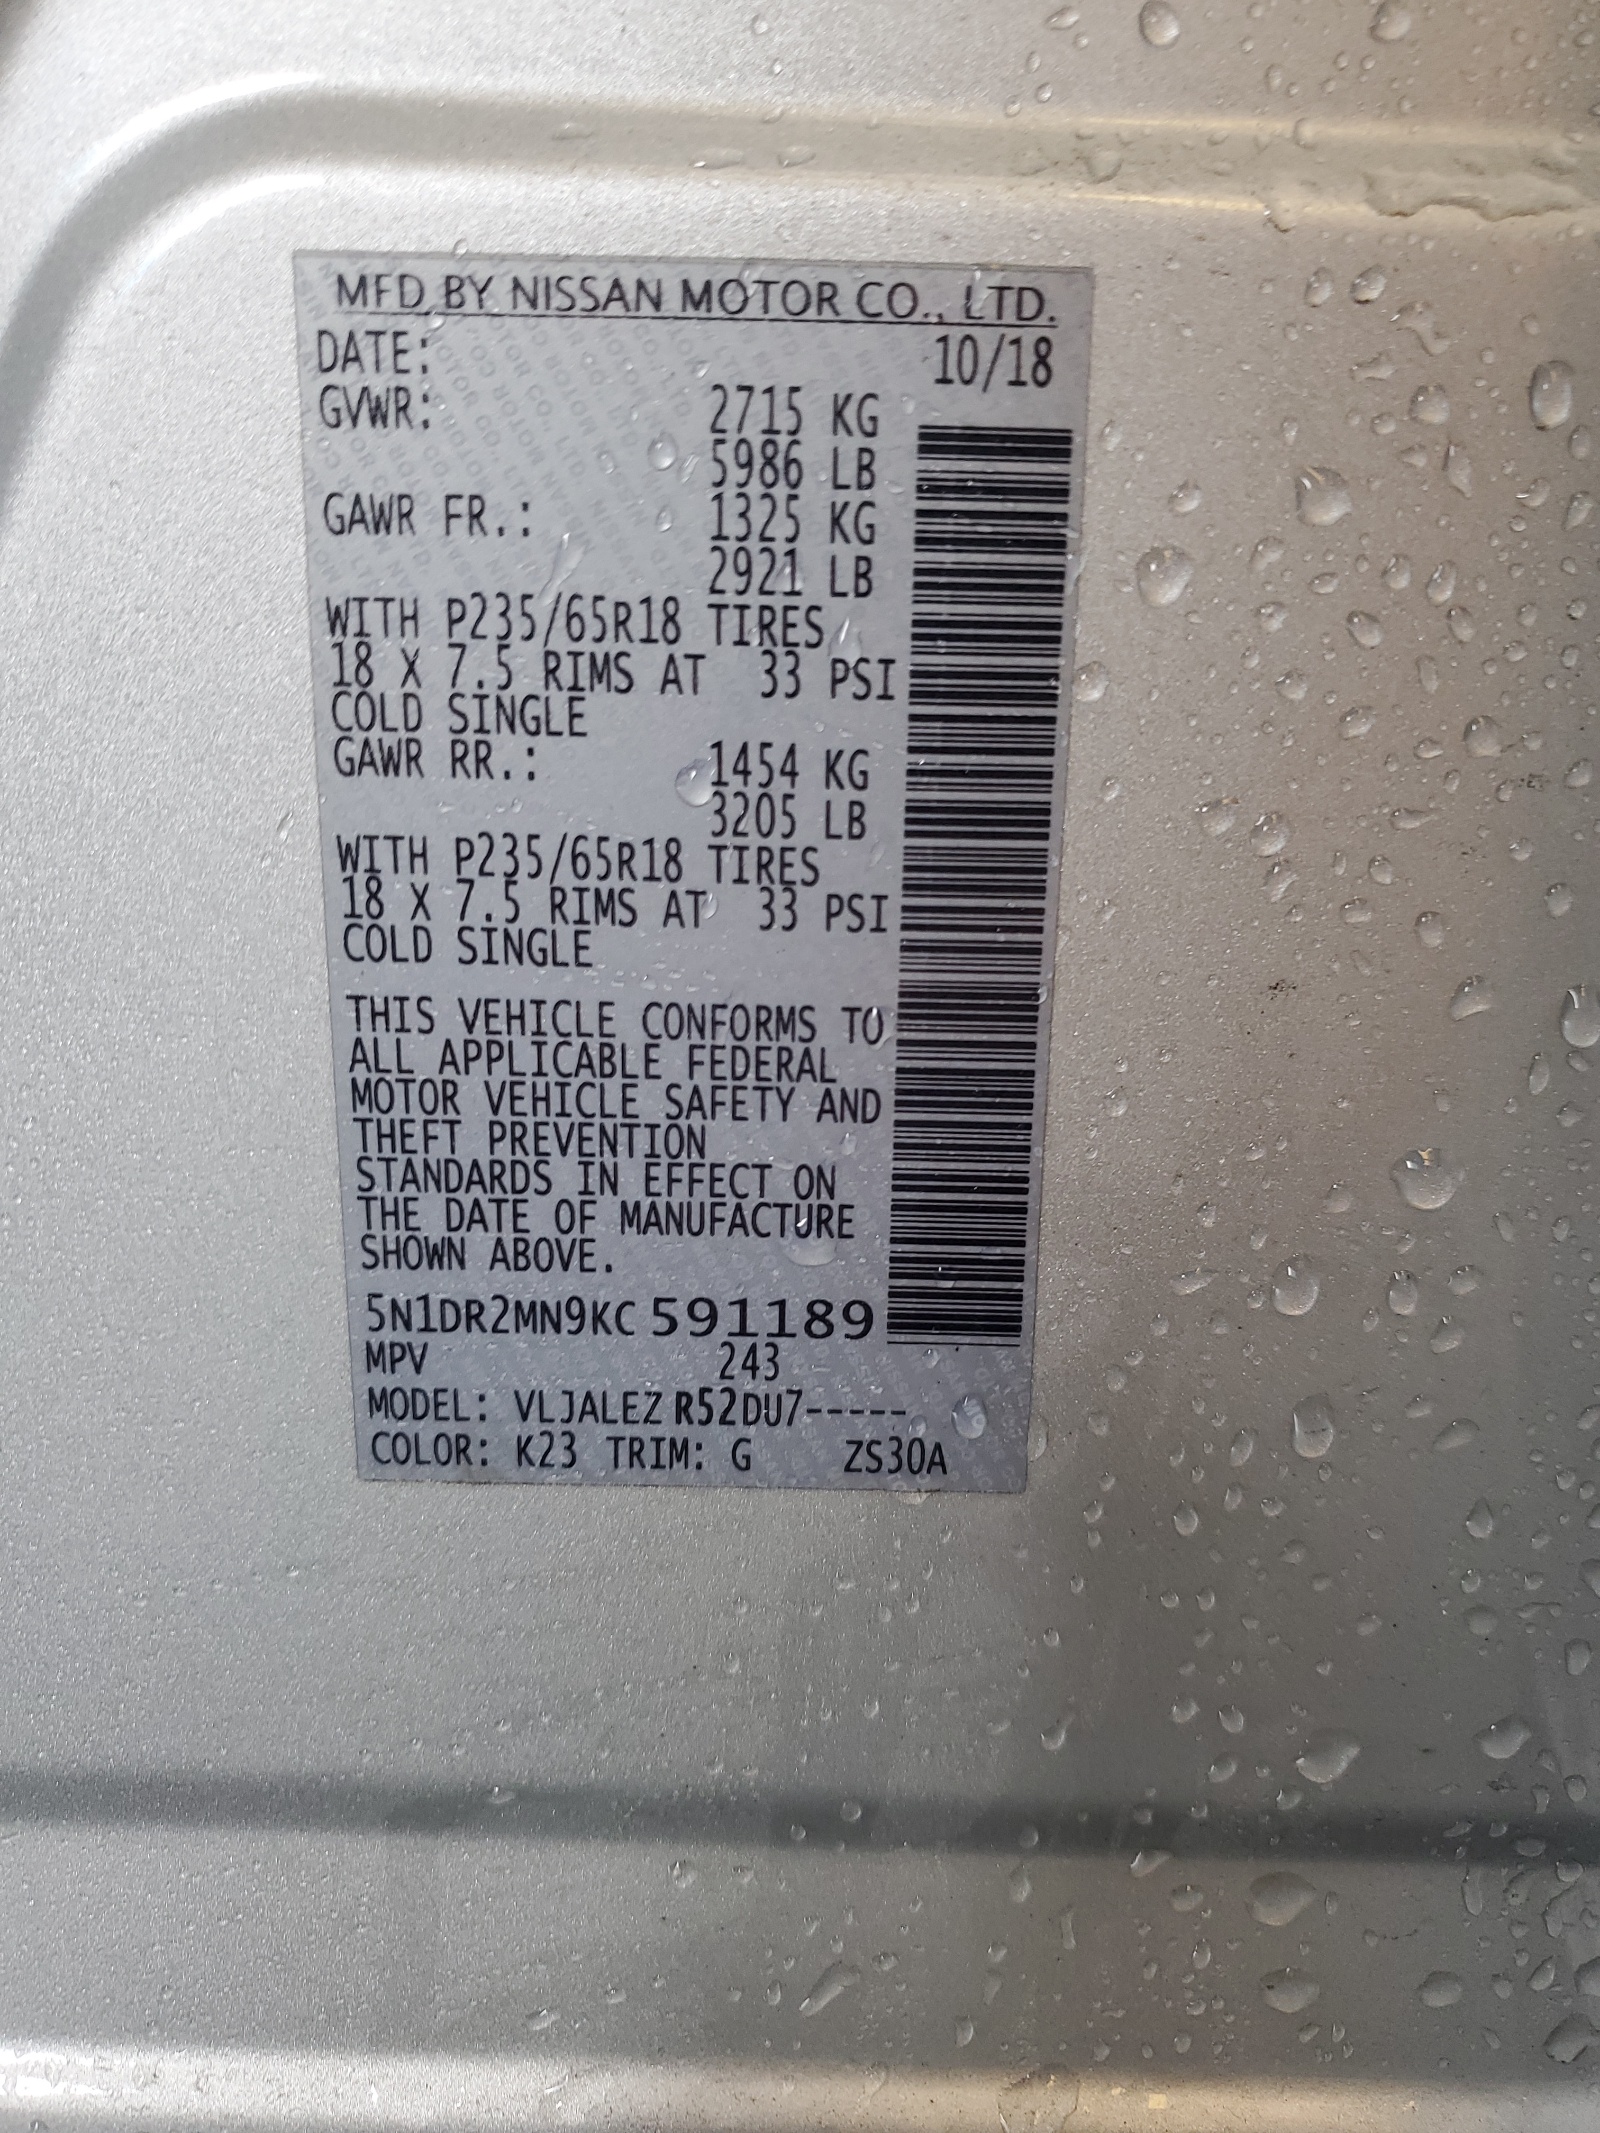 MFD BY NISSAN MOTOR CO., LTD.
DATE: 10/18
GVWR: 2715 KG
5986 LB
GAWR FR.: 1325 KG
2921 LB
WITH P235/65R18 TIRES
18 X 7.5 RIMS AT 33 PSI
COLD SINGLE
GAWR RR.: 1454 KG
3205 LB
WITH P235/65R18 TIRES
18 X 7.5 RIMS AT 33 PSI
COLD SINGLE
THIS VEHICLE CONFORMS TO
ALL APPLICABLE FEDERAL
MOTOR VEHICLE SAFETY AND
THEFT PREVENTION
STANDARDS IN EFFECT ON
THE DATE OF MANUFACTURE
SHOWN ABOVE.
5N1DR2MN9KC591189
MPV 243
MODEL: VLJALEZ R52DU7-----
COLOR: K23 TRIM: G ZS30A